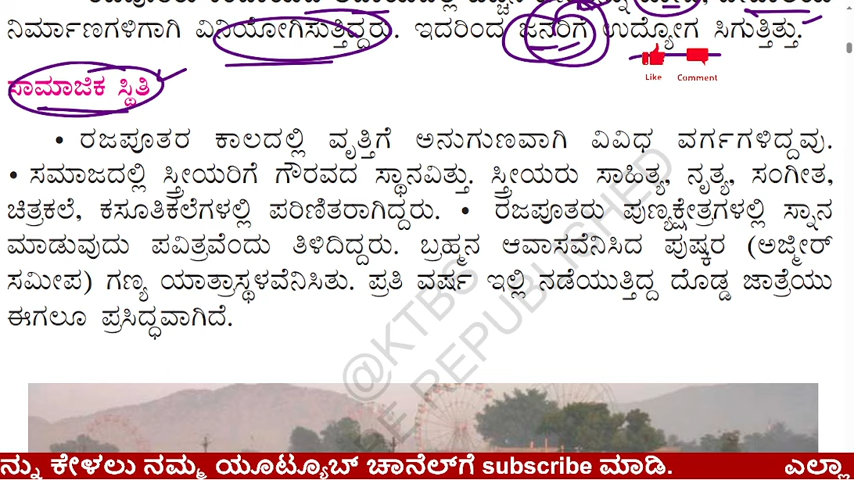 ನಿರ್ಮಾಣಗಳಿಗಾಗಿ ವಿನಿಯೋಗಿಸುತ್ತಿದ್ದರು. ಇದರಿಂದ ಜನರಿಗೆ ಉದ್ಯೋಗ ಸಿಗುತ್ತಿತ್ತು.
Like Comment
ಸಾಮಾಜಿಕ ಸ್ಥಿತಿ
• ರಜಪೂತರ ಕಾಲದಲ್ಲಿ ವೃತ್ತಿಗೆ ಅನುಗುಣವಾಗಿ ವಿವಿಧ ವರ್ಗಗಳಿದ್ದವು.
• ಸಮಾಜದಲ್ಲಿ ಸ್ತ್ರೀಯರಿಗೆ ಗೌರವದ ಸ್ಥಾನವಿತ್ತು. ಸ್ತ್ರೀಯರು ಸಾಹಿತ್ಯ, ನೃತ್ಯ, ಸಂಗೀತ,
ಚಿತ್ರಕಲೆ, ಕಸೂತಿಕಲೆಗಳಲ್ಲಿ ಪರಿಣಿತರಾಗಿದ್ದರು. • ರಜಪೂತರು ಪುಣ್ಯಕ್ಷೇತ್ರಗಳಲ್ಲಿ ಸ್ನಾನ
ಮಾಡುವುದು ಪವಿತ್ರವೆಂದು ತಿಳಿದಿದ್ದರು. ಬ್ರಹ್ಮನ ಆವಾಸವೆನಿಸಿದ ಪುಷ್ಕರ (ಅಜ್ಮೀರ್
ಸಮೀಪ) ಗಣ್ಯ ಯಾತ್ರಾಸ್ಥಳವೆನಿಸಿತು. ಪ್ರತಿ ವರ್ಷ ಇಲ್ಲಿ ನಡೆಯುತ್ತಿದ್ದ ದೊಡ್ಡ ಜಾತ್ರೆಯು
ಈಗಲೂ ಪ್ರಸಿದ್ಧವಾಗಿದೆ.
@KTBS
E REPUBLISHED
ನ್ನು ಕೇಳಲು ನಮ್ಮ ಯೂಟ್ಯೂಬ್ ಚಾನೆಲ್‌ಗೆ subscribe ಮಾಡಿ. ಎಲ್ಲಾ